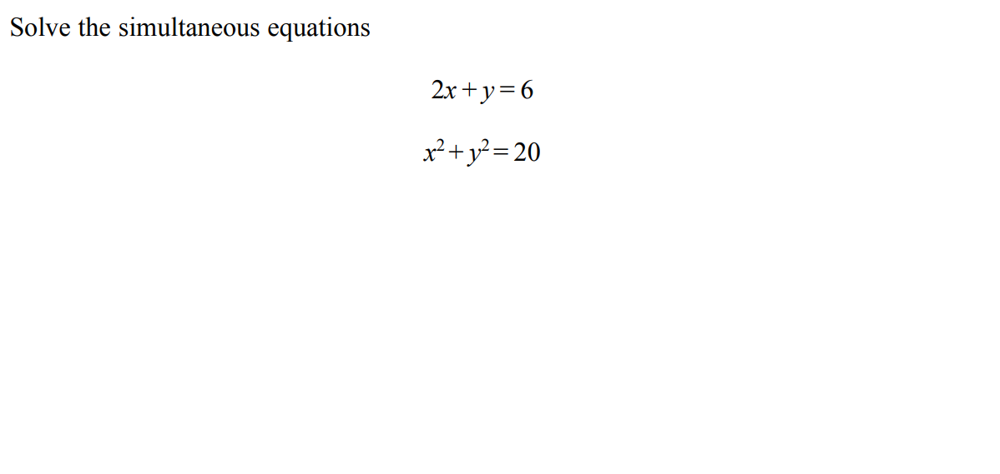 Solve the simultaneous equations
2x + y = 6
x² + y² = 20